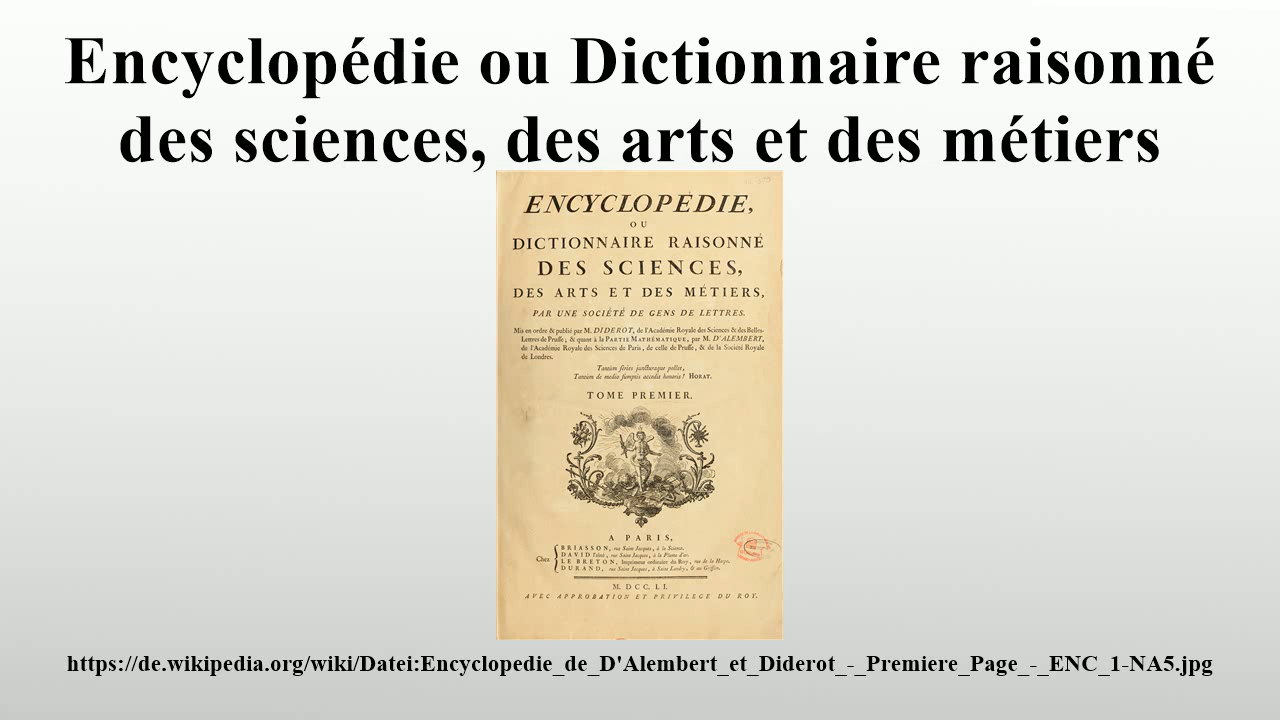 Encyclopédie ou Dictionnaire raisonné
des sciences, des arts et des métiers
ENCYCLOPÉDIE,
OU
DICTIONNAIRE RAISONNÉ
DES SCIENCES,
DES ARTS ET DES MÉTIERS,
PAR UNE SOCIÉTÉ DE GENS DE LETTRES.
Mis en ordre & publié par M. DIDEROT, de l'Académie Royale des Sciences & des Belles-
Lettres de Prusse ; & quant à la PARTIE MATHÉMATIQUE, par M. D'ALEMBERT,
de l'Académie Royale des Sciences de Paris, de celle de Prusse, & de la Société Royale
de Londres.
Tantùm series juncturaque pollet,
Tantùm de medio sumptis accedit honoris ! HORAT.
TOME PREMIER.
A PARIS,
Chez
BRIASSON, rue Saint Jacques, à la Science.
DAVID l'aîné, rue Saint Jacques, à la Plume d'or.
LE BRETON, Imprimeur ordinaire du Roy, rue de la Harpe.
DURAND, rue Saint Jacques, à Saint Landry, & au Griffon.
M. DCC. LI.
AVEC APPROBATION ET PRIVILEGE DU ROY.
https://de.wikipedia.org/wiki/Datei:Encyclopedie_de_D'Alembert_et_Diderot_-_Premiere_Page_-_ENC_1-NA5.jpg